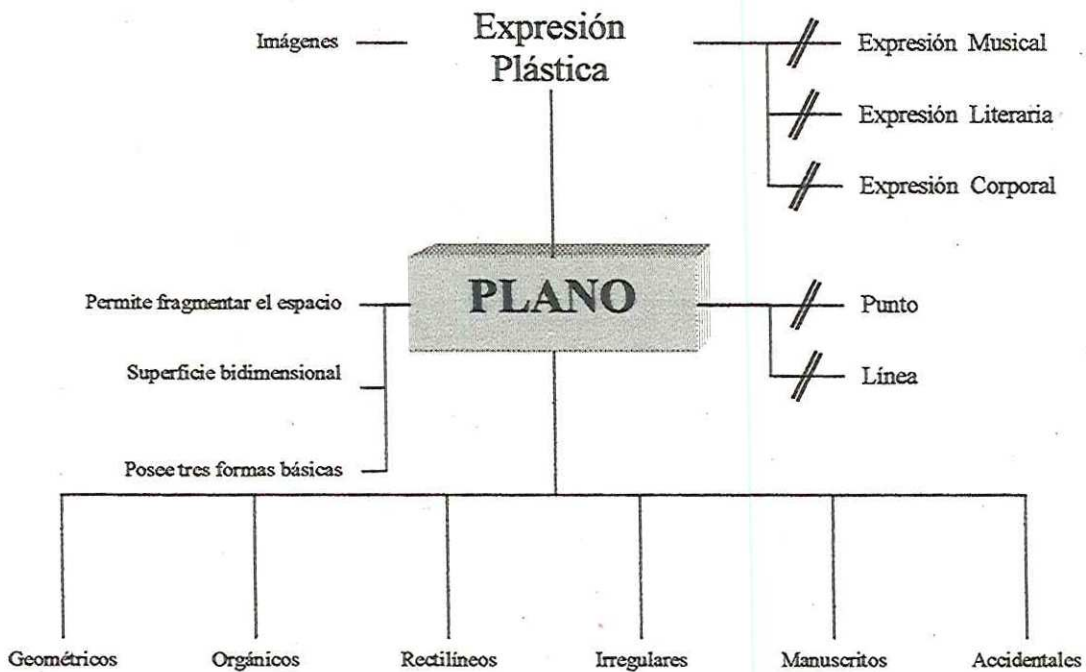 Imágenes
Expresión
Plástica
Expresión Musical
Expresión Literaria
Expresión Corporal
PLANO
Permite fragmentar el espacio
Superficie bidimensional
Posee tres formas básicas
Punto
Línea
Geométricos
Orgánicos
Rectilíneos
Irregulares
Manuscritos
Accidentales